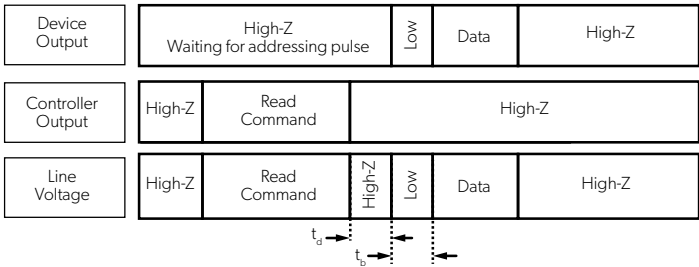 Device
Output
High-Z
Waiting for addressing pulse
Low
Data
High-Z
Controller
Output
High-Z
Read
Command
High-Z
Line
Voltage
High-Z
Read
Command
High-Z
Low
Data
High-Z
td
tb